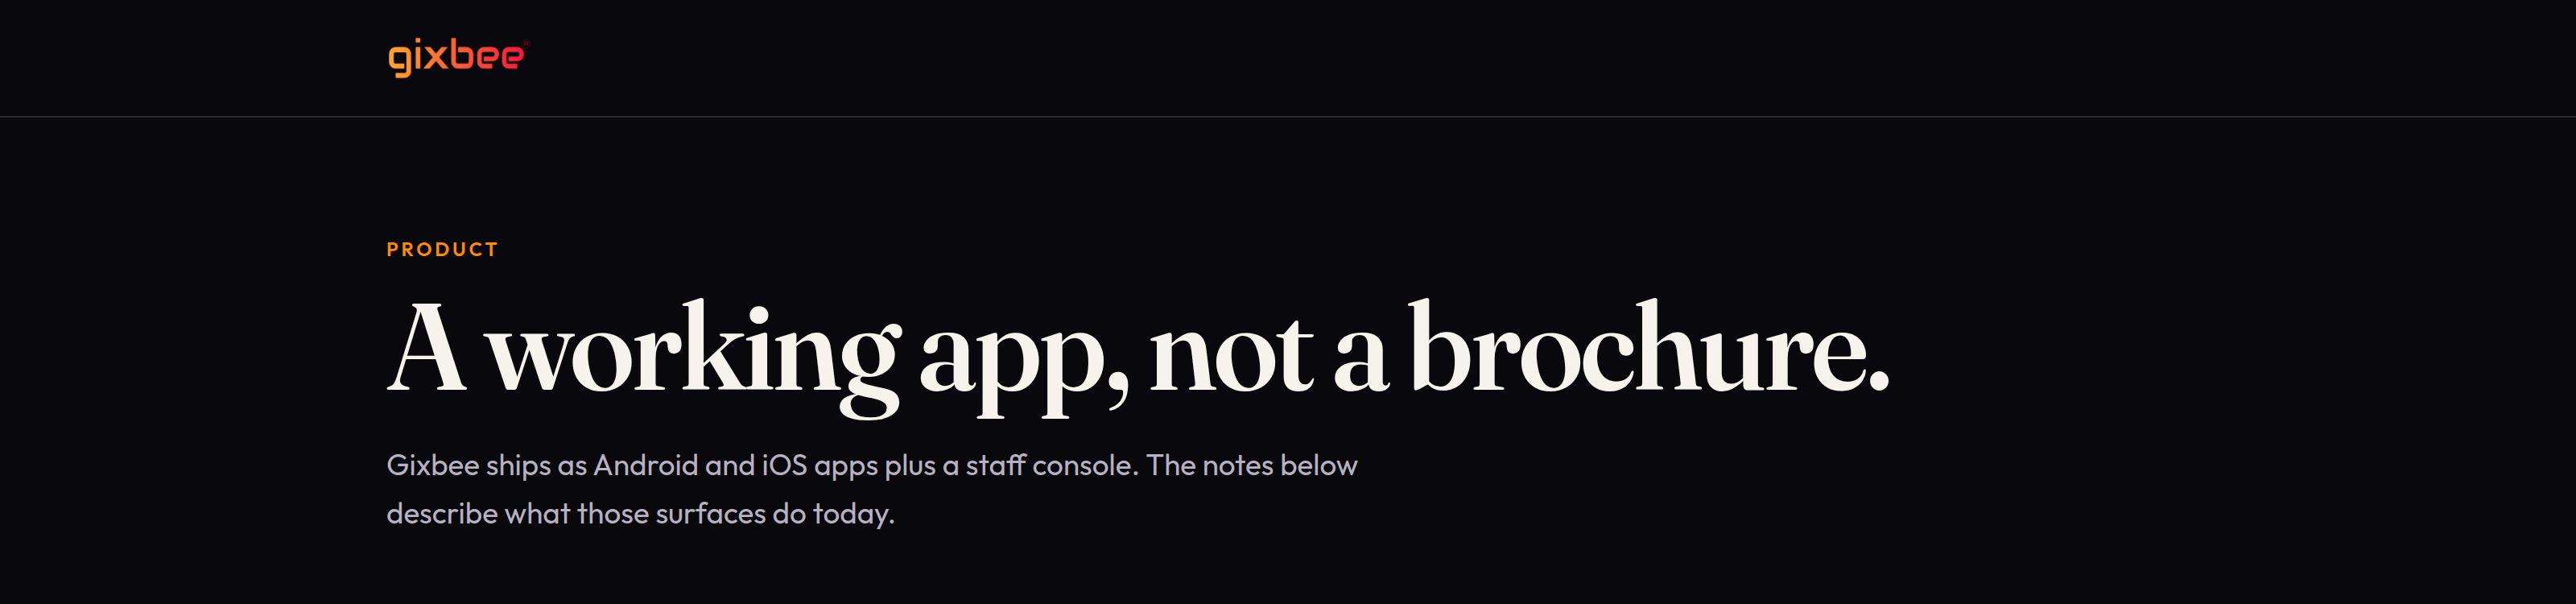 gixbee
PRODUCT
A working app, not a brochure.
Gixbee ships as Android and iOS apps plus a staff console. The notes below
describe what those surfaces do today.